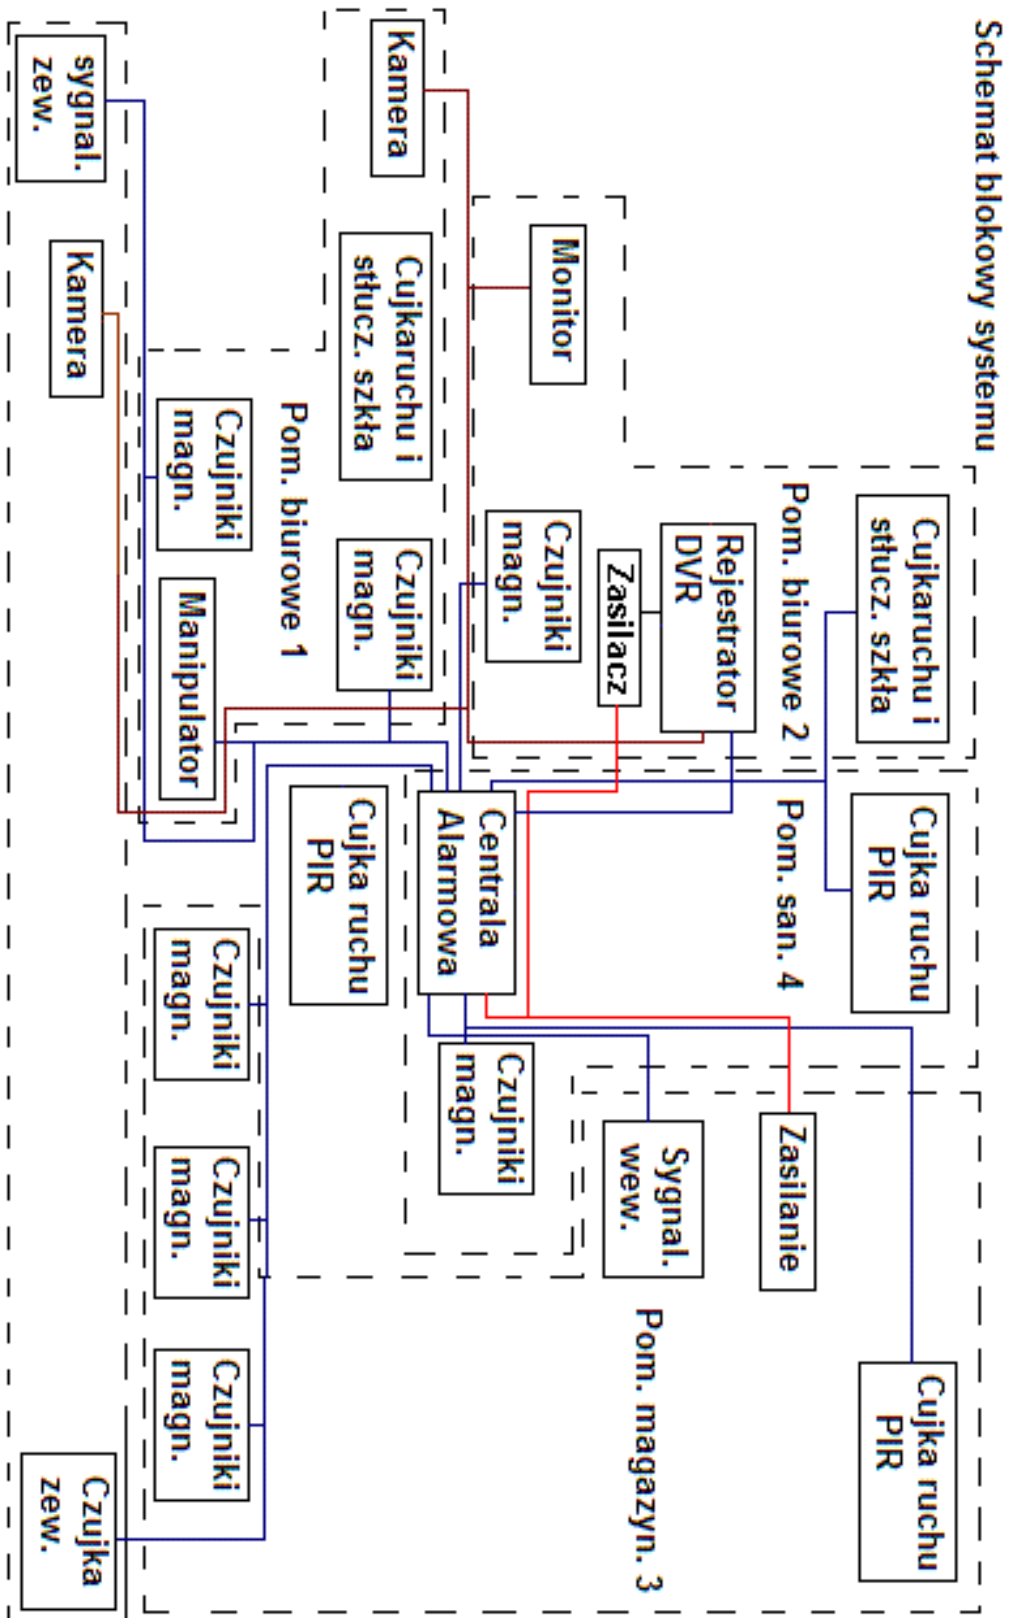 Schemat blokowy systemu
Cujkaruchu i
stłucz. szkła
Cujka ruchu
PIR
Cujka ruchu
PIR
Pom. biurowe 2
Pom. san. 4
Zasilanie
Rejestrator
DVR
Zasilacz
Sygnal.
wew.
Pom. magazyn. 3
Monitor
Czujniki
magn.
Centrala
Alarmowa
Czujniki
magn.
Kamera
Cujkaruchu i
stłucz. szkła
Czujniki
magn.
Cujka ruchu
PIR
Pom. biurowe 1
Czujniki
magn.
Manipulator
Czujniki
magn.
Czujniki
magn.
Czujniki
magn.
sygnal.
zew.
Kamera
Czujka
zew.